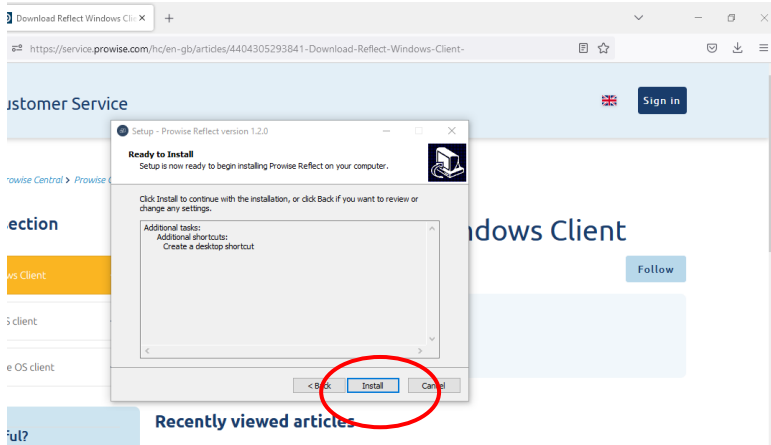 Download Reflect Windows Clie
https://service.prowise.com/hc/en-gb/articles/4404305293841-Download-Reflect-Windows-Client-
ustomer Service
Sign in
Setup - Prowise Reflect version 1.2.0
Ready to Install
Setup is now ready to begin installing Prowise Reflect on your computer.
rowise Central > Prowise
Click Install to continue with the installation, or click Back if you want to review or
change any settings.
Additional tasks:
Additional shortcuts:
Create a desktop shortcut
ection
ndows Client
ws Client
Follow
S client
e OS client
< Back
Install
Cancel
Recently viewed articles
ful?